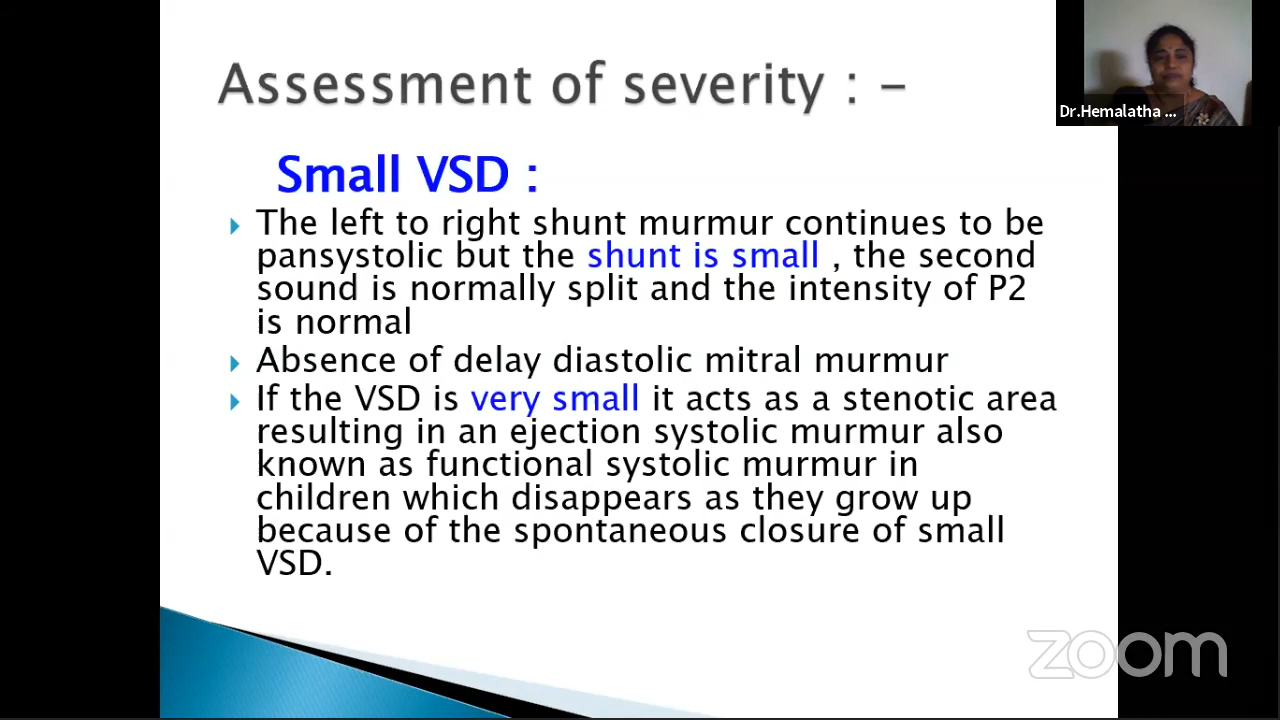 Assessment of severity : –
Dr.Hemalatha ...
Small VSD :
The left to right shunt murmur continues to be
pansystolic but the shunt is small , the second
sound is normally split and the intensity of P2
is normal
Absence of delay diastolic mitral murmur
If the VSD is very small it acts as a stenotic area
resulting in an ejection systolic murmur also
known as functional systolic murmur in
children which disappears as they grow up
because of the spontaneous closure of small
VSD.
zoom